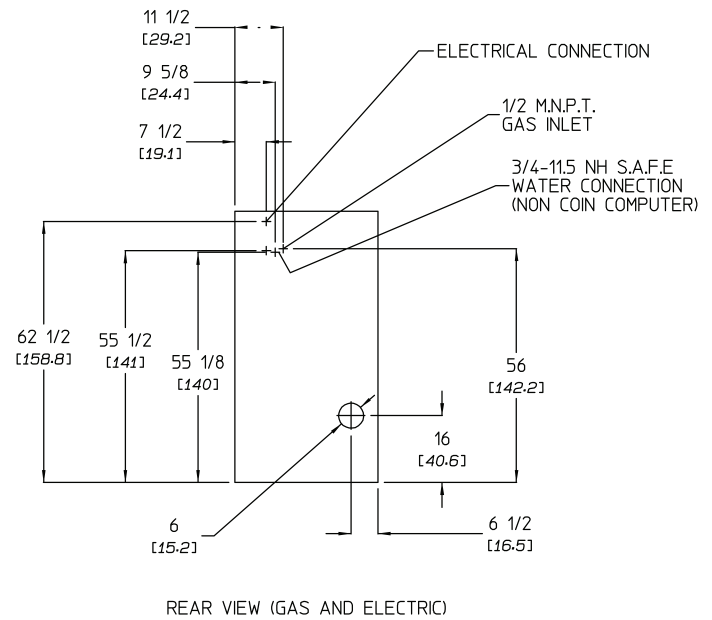 11 1/2
[29.2]
9 5/8
[24.4]
7 1/2
[19.1]
ELECTRICAL CONNECTION
1/2 M.N.P.T.
GAS INLET
3/4-11.5 NH S.A.F.E
WATER CONNECTION
(NON COIN COMPUTER)
62 1/2
[158.8]
55 1/2
[141]
55 1/8
[140]
56
[142.2]
16
[40.6]
6
[15.2]
6 1/2
[16.5]
REAR VIEW (GAS AND ELECTRIC)